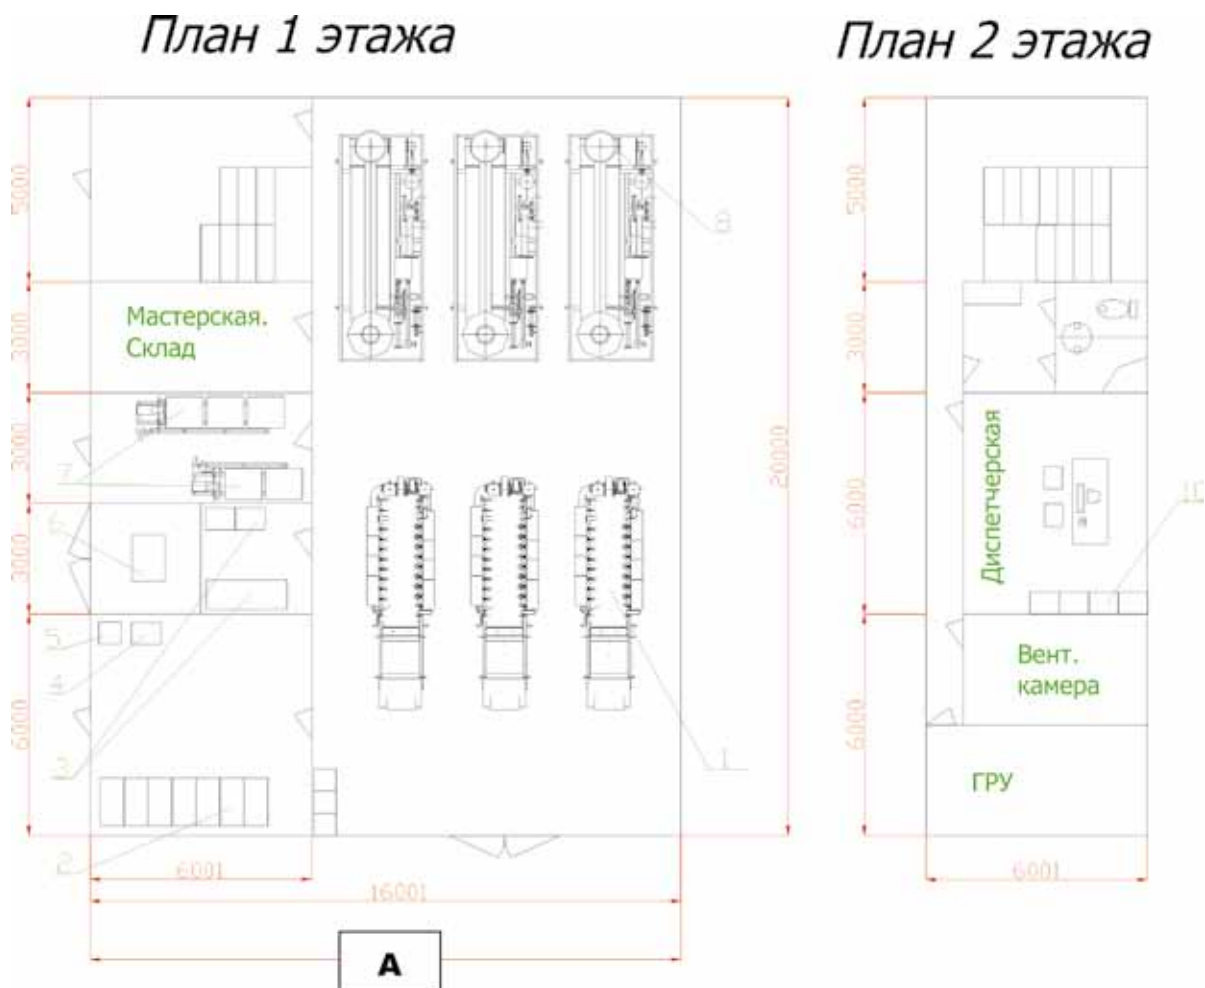 План 1 этажа
План 2 этажа
5000
3000
3000
3000
6000
20000
8
Мастерская.
Склад
7
6
5
4
3
2
1
6001
16001
A
5000
3000
6000
6000
Диспетчерская
10
Вент.
камера
ГРУ
6001